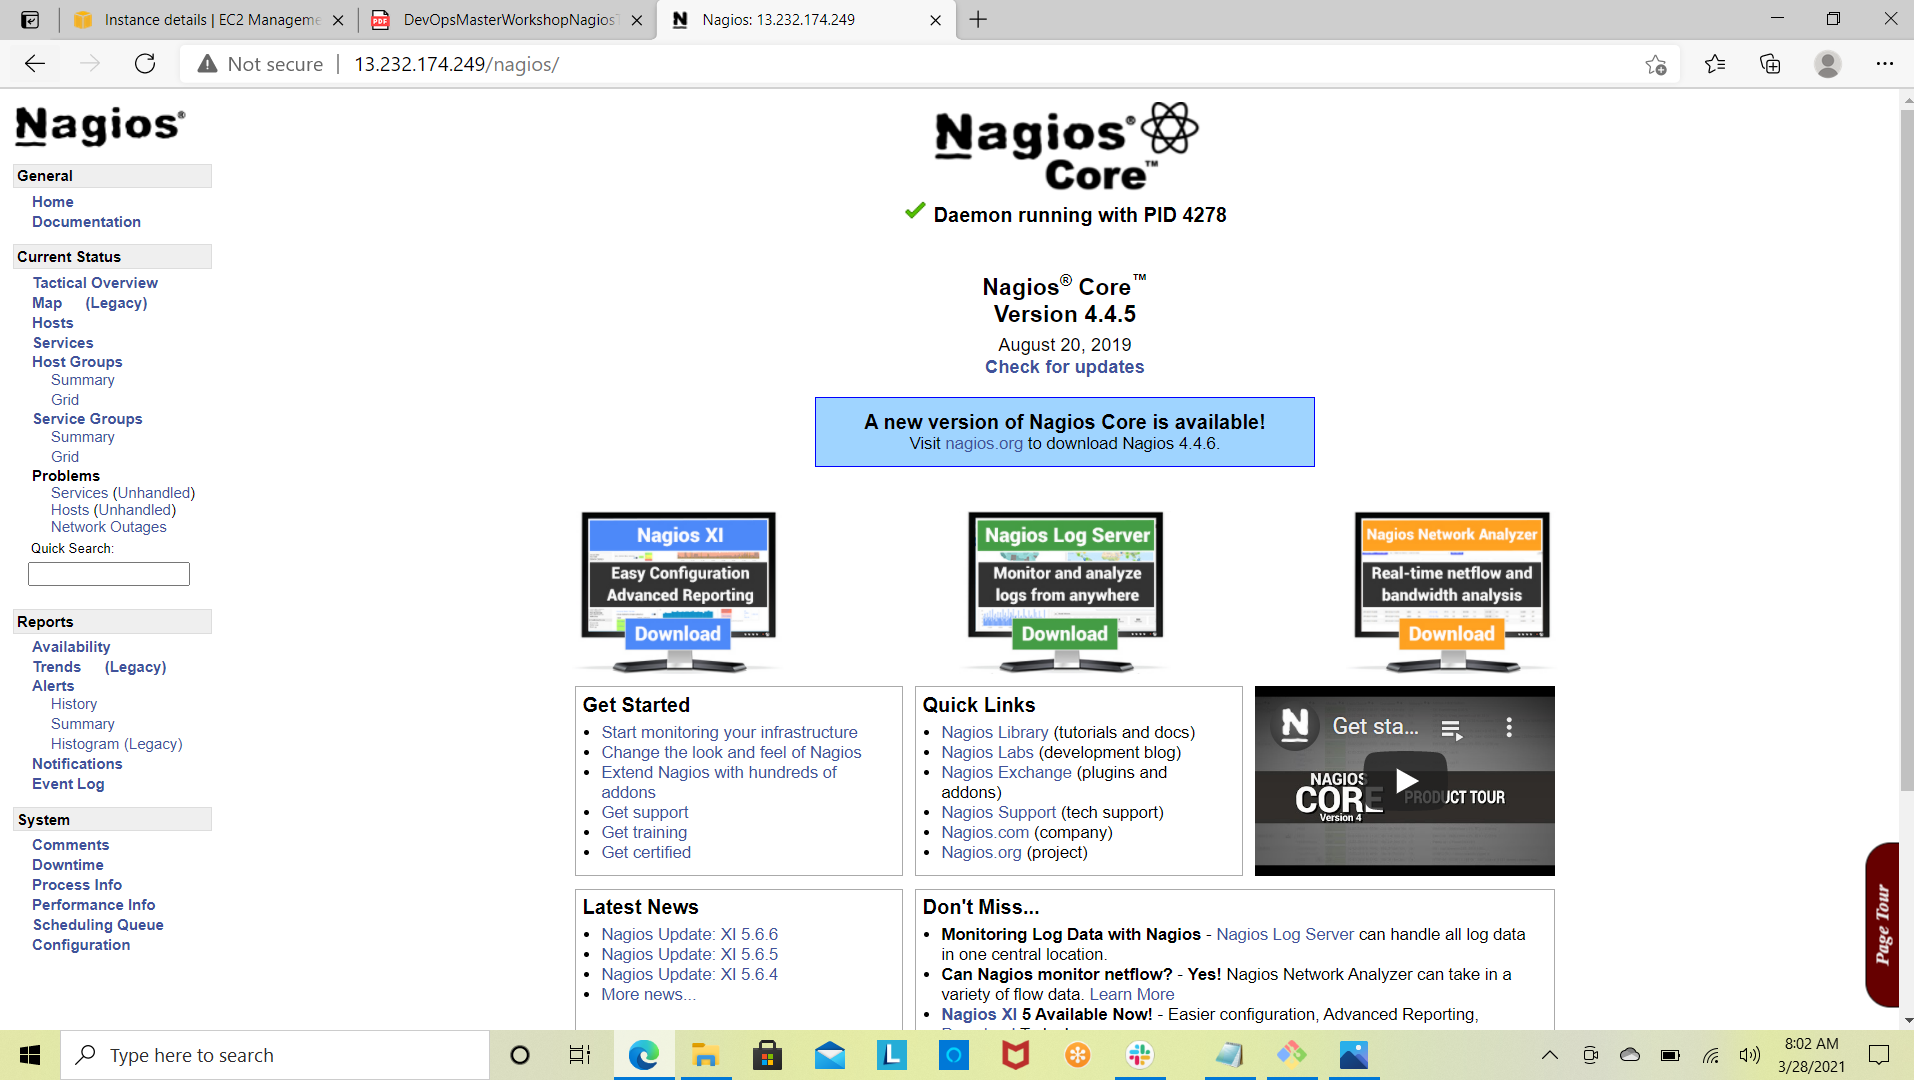 Instance details | EC2 Manageme
DevOpsMasterWorkshopNagiosT
Nagios: 13.232.174.249
Not secure | 13.232.174.249/nagios/
Nagios®
General
Home
Documentation
Current Status
Tactical Overview
Map (Legacy)
Hosts
Services
Host Groups
Summary
Grid
Service Groups
Summary
Grid
Problems
Services (Unhandled)
Hosts (Unhandled)
Network Outages
Quick Search:
Reports
Availability
Trends (Legacy)
Alerts
History
Summary
Histogram (Legacy)
Notifications
Event Log
System
Comments
Downtime
Process Info
Performance Info
Scheduling Queue
Configuration
Nagios®
Core™
Daemon running with PID 4278
Nagios® Core™
Version 4.4.5
August 20, 2019
Check for updates
A new version of Nagios Core is available!
Visit nagios.org to download Nagios 4.4.6.
Nagios XI
Easy Configuration
Advanced Reporting
Download
Nagios Log Server
Monitor and analyze
logs from anywhere
Download
Nagios Network Analyzer
Real-time netflow and
bandwidth analysis
Download
Get Started
Start monitoring your infrastructure
Change the look and feel of Nagios
Extend Nagios with hundreds of
addons
Get support
Get training
Get certified
Quick Links
Nagios Library (tutorials and docs)
Nagios Labs (development blog)
Nagios Exchange (plugins and
addons)
Nagios Support (tech support)
Nagios.com (company)
Nagios.org (project)
N Get sta...
NAGIOS
CORE PRODUCT TOUR
Version 4
Latest News
Nagios Update: XI 5.6.6
Nagios Update: XI 5.6.5
Nagios Update: XI 5.6.4
More news...
Don't Miss...
Monitoring Log Data with Nagios - Nagios Log Server can handle all log data
in one central location.
Can Nagios monitor netflow? - Yes! Nagios Network Analyzer can take in a
variety of flow data. Learn More
Nagios XI 5 Available Now! - Easier configuration, Advanced Reporting,
Page Tour
Type here to search
8:02 AM
3/28/2021